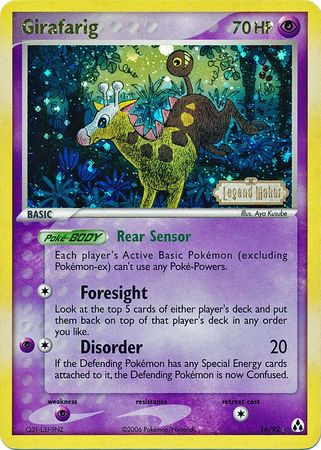 Girafarig
70 HP
Legend Maker
Illus. Aya Kusube
BASIC
Poké-BODY Rear Sensor
Each player's Active Basic Pokémon (excluding
Pokémon-ex) can't use any Poké-Powers.
Foresight
Look at the top 5 cards of either player's deck and put
them back on top of that player's deck in any order
you like.
Disorder 20
If the Defending Pokémon has any Special Energy cards
attached to it, the Defending Pokémon is now Confused.
weakness resistance retreat cost
©2006 Pokémon/Nintendo
16/92